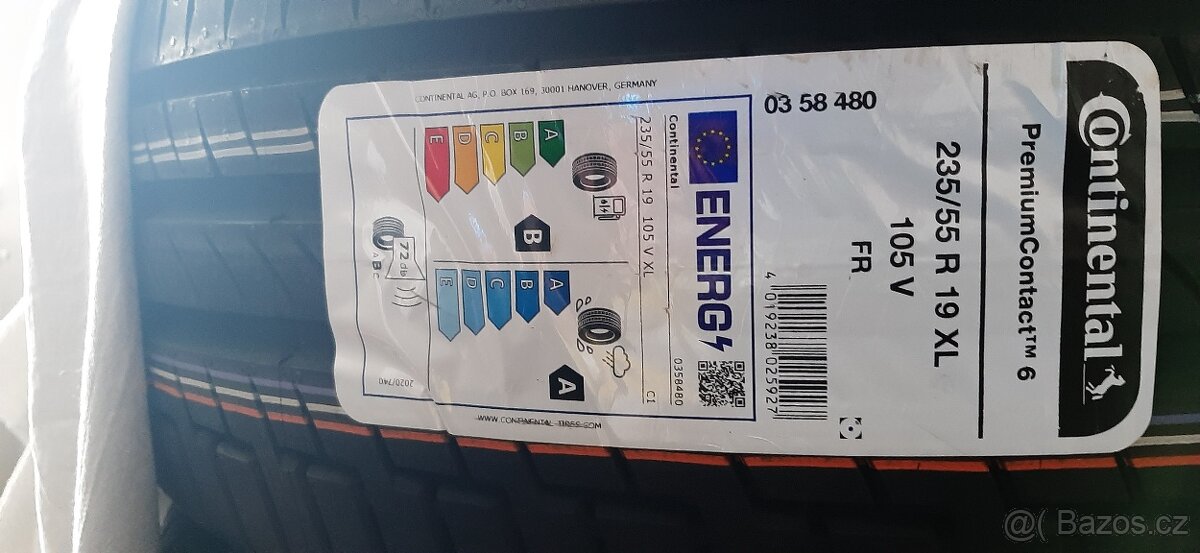 Continental
PremiumContact™ 6
235/55 R 19 XL
105 V
FR
03 58 480
4 019238 025927
ENERG
Continental
0358480
235/55 R 19 105 V XL
C1
A
B
C
D
E
B
A
B
C
D
E
A
72 dB
ABC
2020/740
CONTINENTAL AG, P.O. BOX 169, 30001 HANOVER, GERMANY
WWW.CONTINENTAL-TIRES.COM
@( Bazos.cz